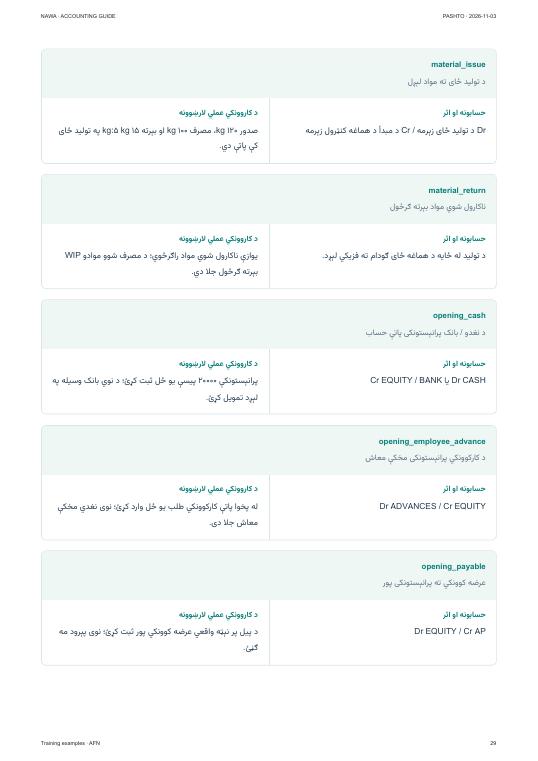 NAWA · ACCOUNTING GUIDE
PASHTO · 2026-11-03
material_issue
د تولید ځای ته مواد لېږل
حسابونه او اثر
Dr د تولید ځای زېرمه / Cr د مبدأ د هماغه کنټرول زېرمه
د کاروونکي عملي لارښوونه
صدور ۱۲۰ kg، مصرف ۱۰۰ kg او بېرته ۱۵ kg؛ ۵ kg په تولید ځای
کې پاتې دي.
material_return
ناکارول شوي مواد بېرته ګرځول
حسابونه او اثر
د تولید له ځایه د هماغه ځای ګودام ته فزیکي لېږد.
د کاروونکي عملي لارښوونه
یوازې ناکارول شوي مواد راګرځوي؛ د مصرف شوو موادو WIP
بېرته ګرځول جلا دي.
opening_cash
د نغدو / بانک پرانېستونکی پاتې حساب
حسابونه او اثر
Dr CASH یا BANK / Cr EQUITY
د کاروونکي عملي لارښوونه
پرانېستونکې ۲۰۰۰۰ پیسې یو ځل ثبت کړئ؛ د نوي بانک وسیله په
لېږد تمویل کړئ.
opening_employee_advance
د کارکوونکي پرانېستونکی مخکې معاش
حسابونه او اثر
Dr ADVANCES / Cr EQUITY
د کاروونکي عملي لارښوونه
له پخوا پاتې کارکوونکي طلب یو ځل وارد کړئ؛ نوی نغدي مخکې
معاش جلا دی.
opening_payable
عرضه کوونکي ته پرانېستونکی پور
حسابونه او اثر
Dr EQUITY / Cr AP
د کاروونکي عملي لارښوونه
د پیل پر نېټه واقعي عرضه کوونکي پور ثبت کړئ؛ نوی پېرود مه
ګڼئ.
Training examples · AFN
29